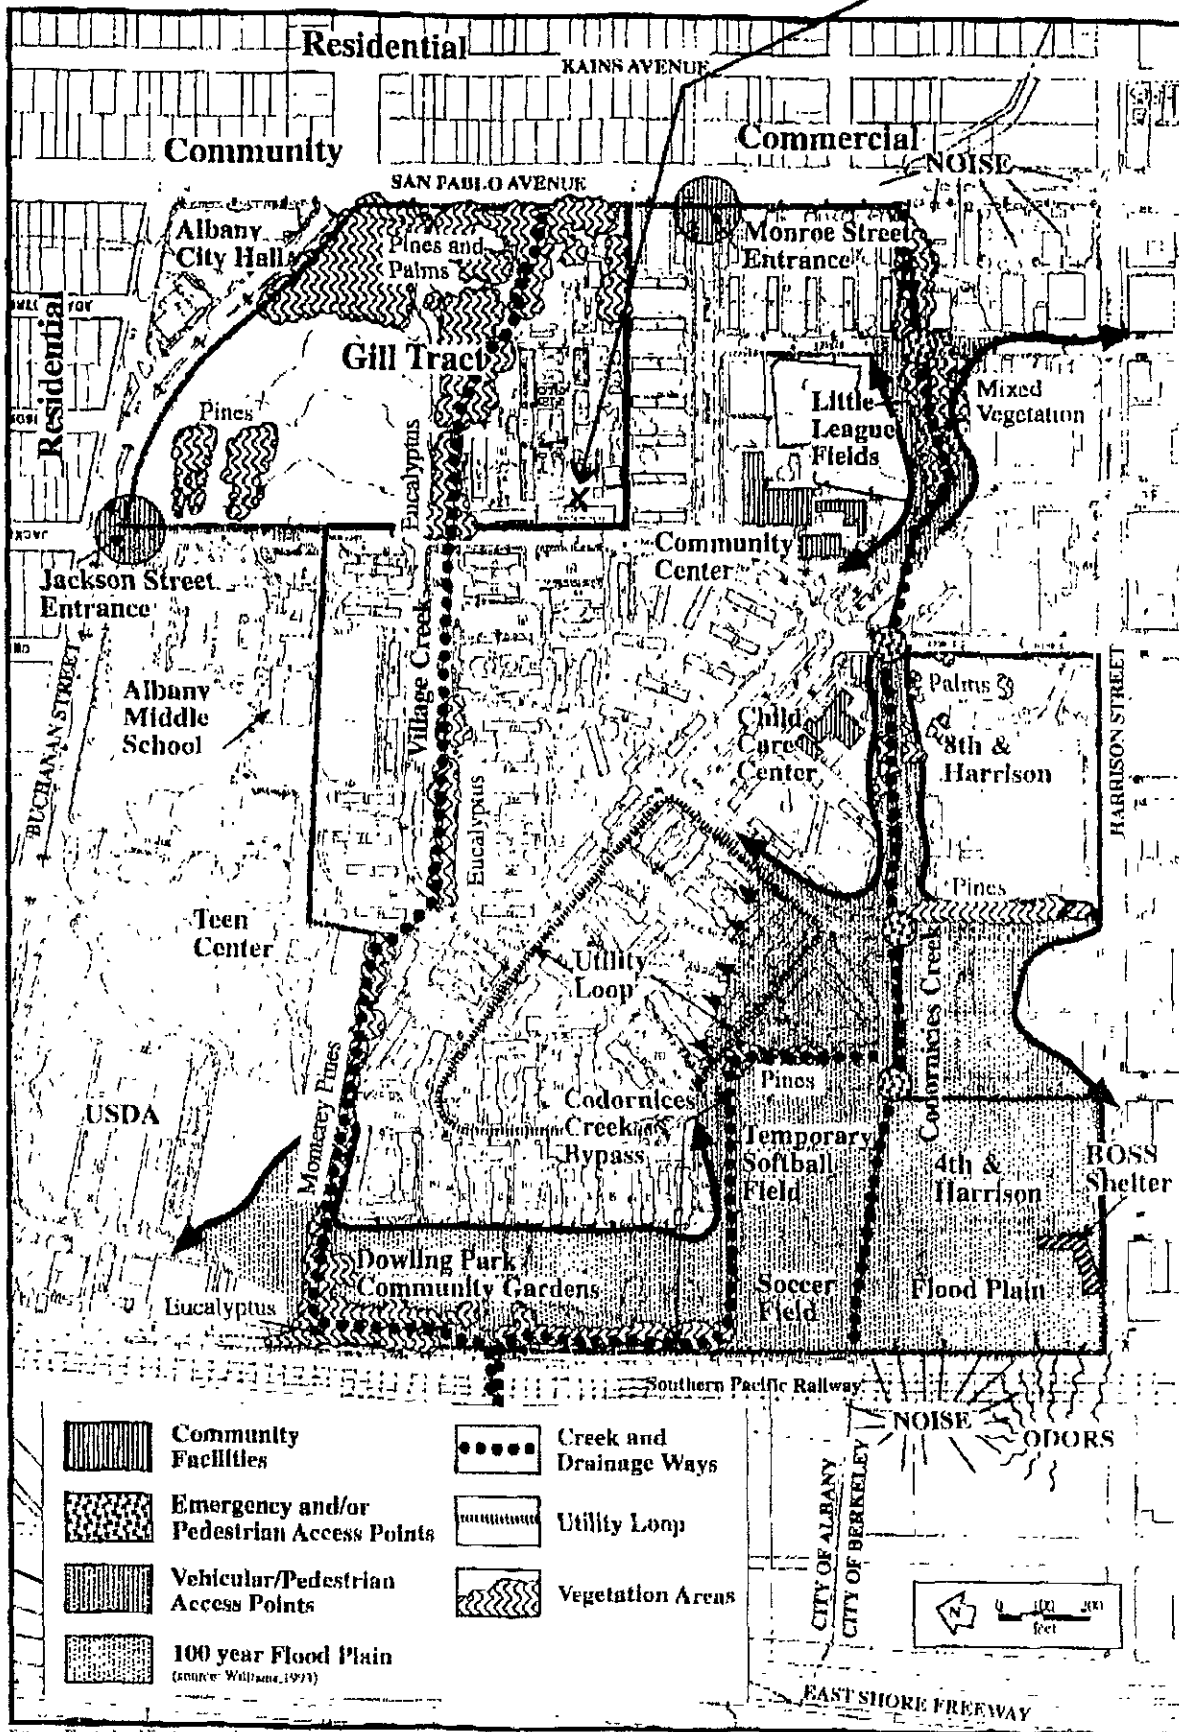 Residential
KAINS AVENUE
Community
Commercial
NOISE
SAN PABLO AVENUE
Albany
City Hall
Pines and
Palms
Monroe Street
Entrance
Residential
Gill Tract
Pines
Little
League
Fields
Mixed
Vegetation
Eucalyptus
Jackson Street
Entrance
Community
Center
BUCHANAN STREET
Albany
Middle
School
Village Creek
Child
Care
Center
Palms
8th &
Harrison
HARRISON STREET
Eucalyptus
Pines
Teen
Center
Utility
Loop
Codornicies Creek
Monterey Pines
USDA
Pines
Codornices
Creek
Bypass
Temporary
Softball
Field
4th &
Harrison
BOSS
Shelter
Dowling Park
Community Gardens
Soccer
Field
Flood Plain
Eucalyptus
Southern Pacific Railway
NOISE
ODORS
Community
Facilities
Creek and
Drainage Ways
Emergency and/or
Pedestrian Access Points
Utility Loop
Vehicular/Pedestrian
Access Points
Vegetation Areas
100 year Flood Plain
(source: Williams, 1991)
CITY OF ALBANY
CITY OF BERKELEY
N
feet
EAST SHORE FREEWAY